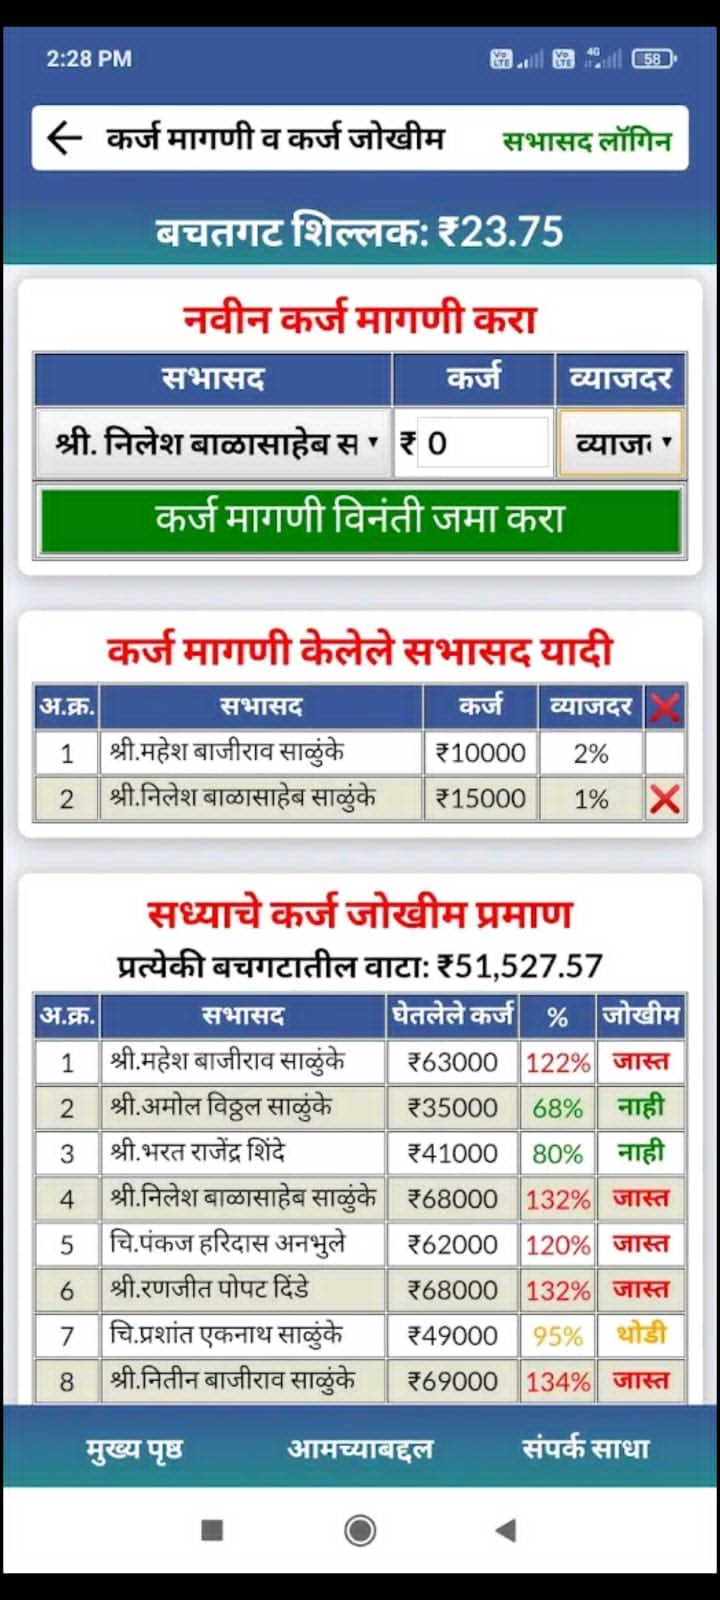 2:28 PM 4G 58
कर्ज मागणी व कर्ज जोखीम सभासद लॉगिन
बचतगट शिल्लक: ₹23.75
नवीन कर्ज मागणी करा
सभासद कर्ज व्याजदर
श्री. निलेश बाळासाहेब स ₹ 0 व्याज
कर्ज मागणी विनंती जमा करा
कर्ज मागणी केलेले सभासद यादी
अ.क्र. सभासद कर्ज व्याजदर ❌
1 श्री.महेश बाजीराव साळुंके ₹10000 2%
2 श्री.निलेश बाळासाहेब साळुंके ₹15000 1% ❌
सध्याचे कर्ज जोखीम प्रमाण
प्रत्येकी बचगटातील वाटा: ₹51,527.57
अ.क्र. सभासद घेतलेले कर्ज % जोखीम
1 श्री.महेश बाजीराव साळुंके ₹63000 122% जास्त
2 श्री.अमोल विठ्ठल साळुंके ₹35000 68% नाही
3 श्री.भरत राजेंद्र शिंदे ₹41000 80% नाही
4 श्री.निलेश बाळासाहेब साळुंके ₹68000 132% जास्त
5 चि.पंकज हरिदास अनभुले ₹62000 120% जास्त
6 श्री.रणजीत पोपट दिंडे ₹68000 132% जास्त
7 चि.प्रशांत एकनाथ साळुंके ₹49000 95% थोडी
8 श्री.नितीन बाजीराव साळुंके ₹69000 134% जास्त
मुख्य पृष्ठ आमच्याबद्दल संपर्क साधा